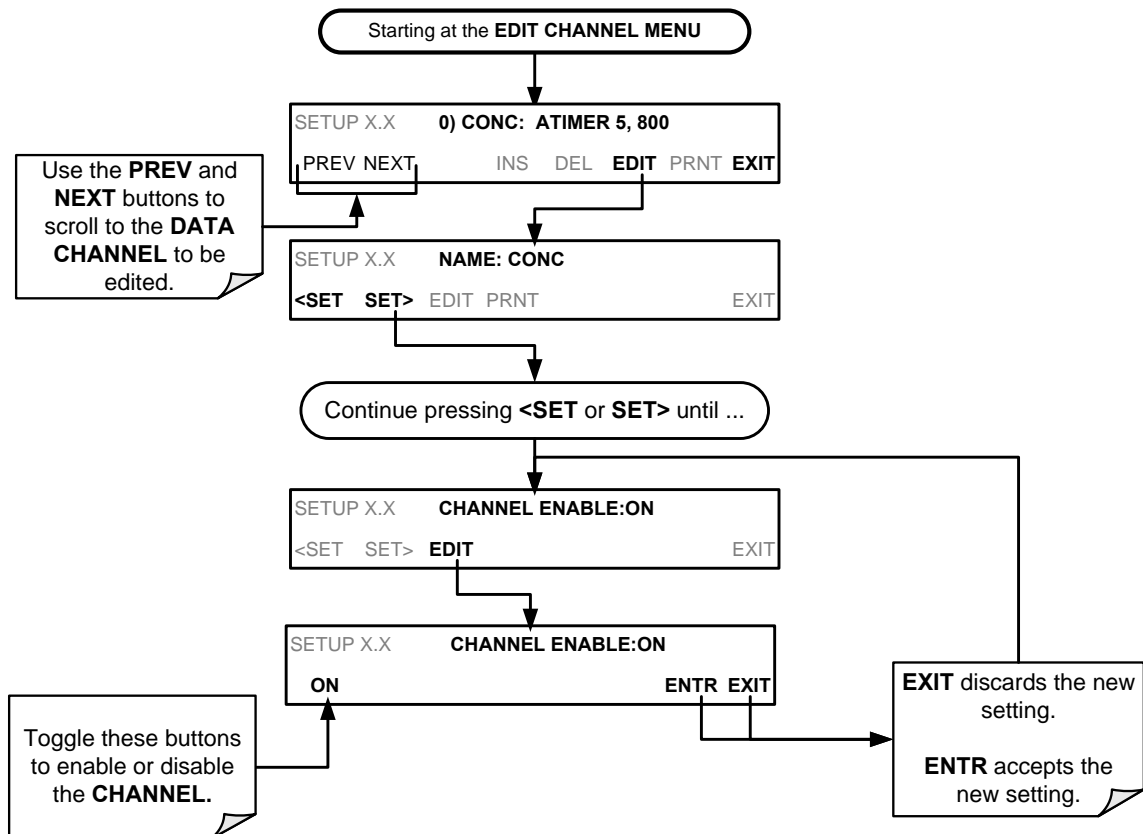 Starting at the EDIT CHANNEL MENU
SETUP X.X 0) CONC: ATIMER 5, 800
PREV NEXT INS DEL EDIT PRNT EXIT
Use the PREV and
NEXT buttons to
scroll to the DATA
CHANNEL to be
edited.
SETUP X.X NAME: CONC
<SET SET> EDIT PRNT EXIT
Continue pressing <SET or SET> until ...
SETUP X.X CHANNEL ENABLE:ON
<SET SET> EDIT EXIT
SETUP X.X CHANNEL ENABLE:ON
ON ENTR EXIT
Toggle these buttons
to enable or disable
the CHANNEL.
EXIT discards the new
setting.
ENTR accepts the
new setting.